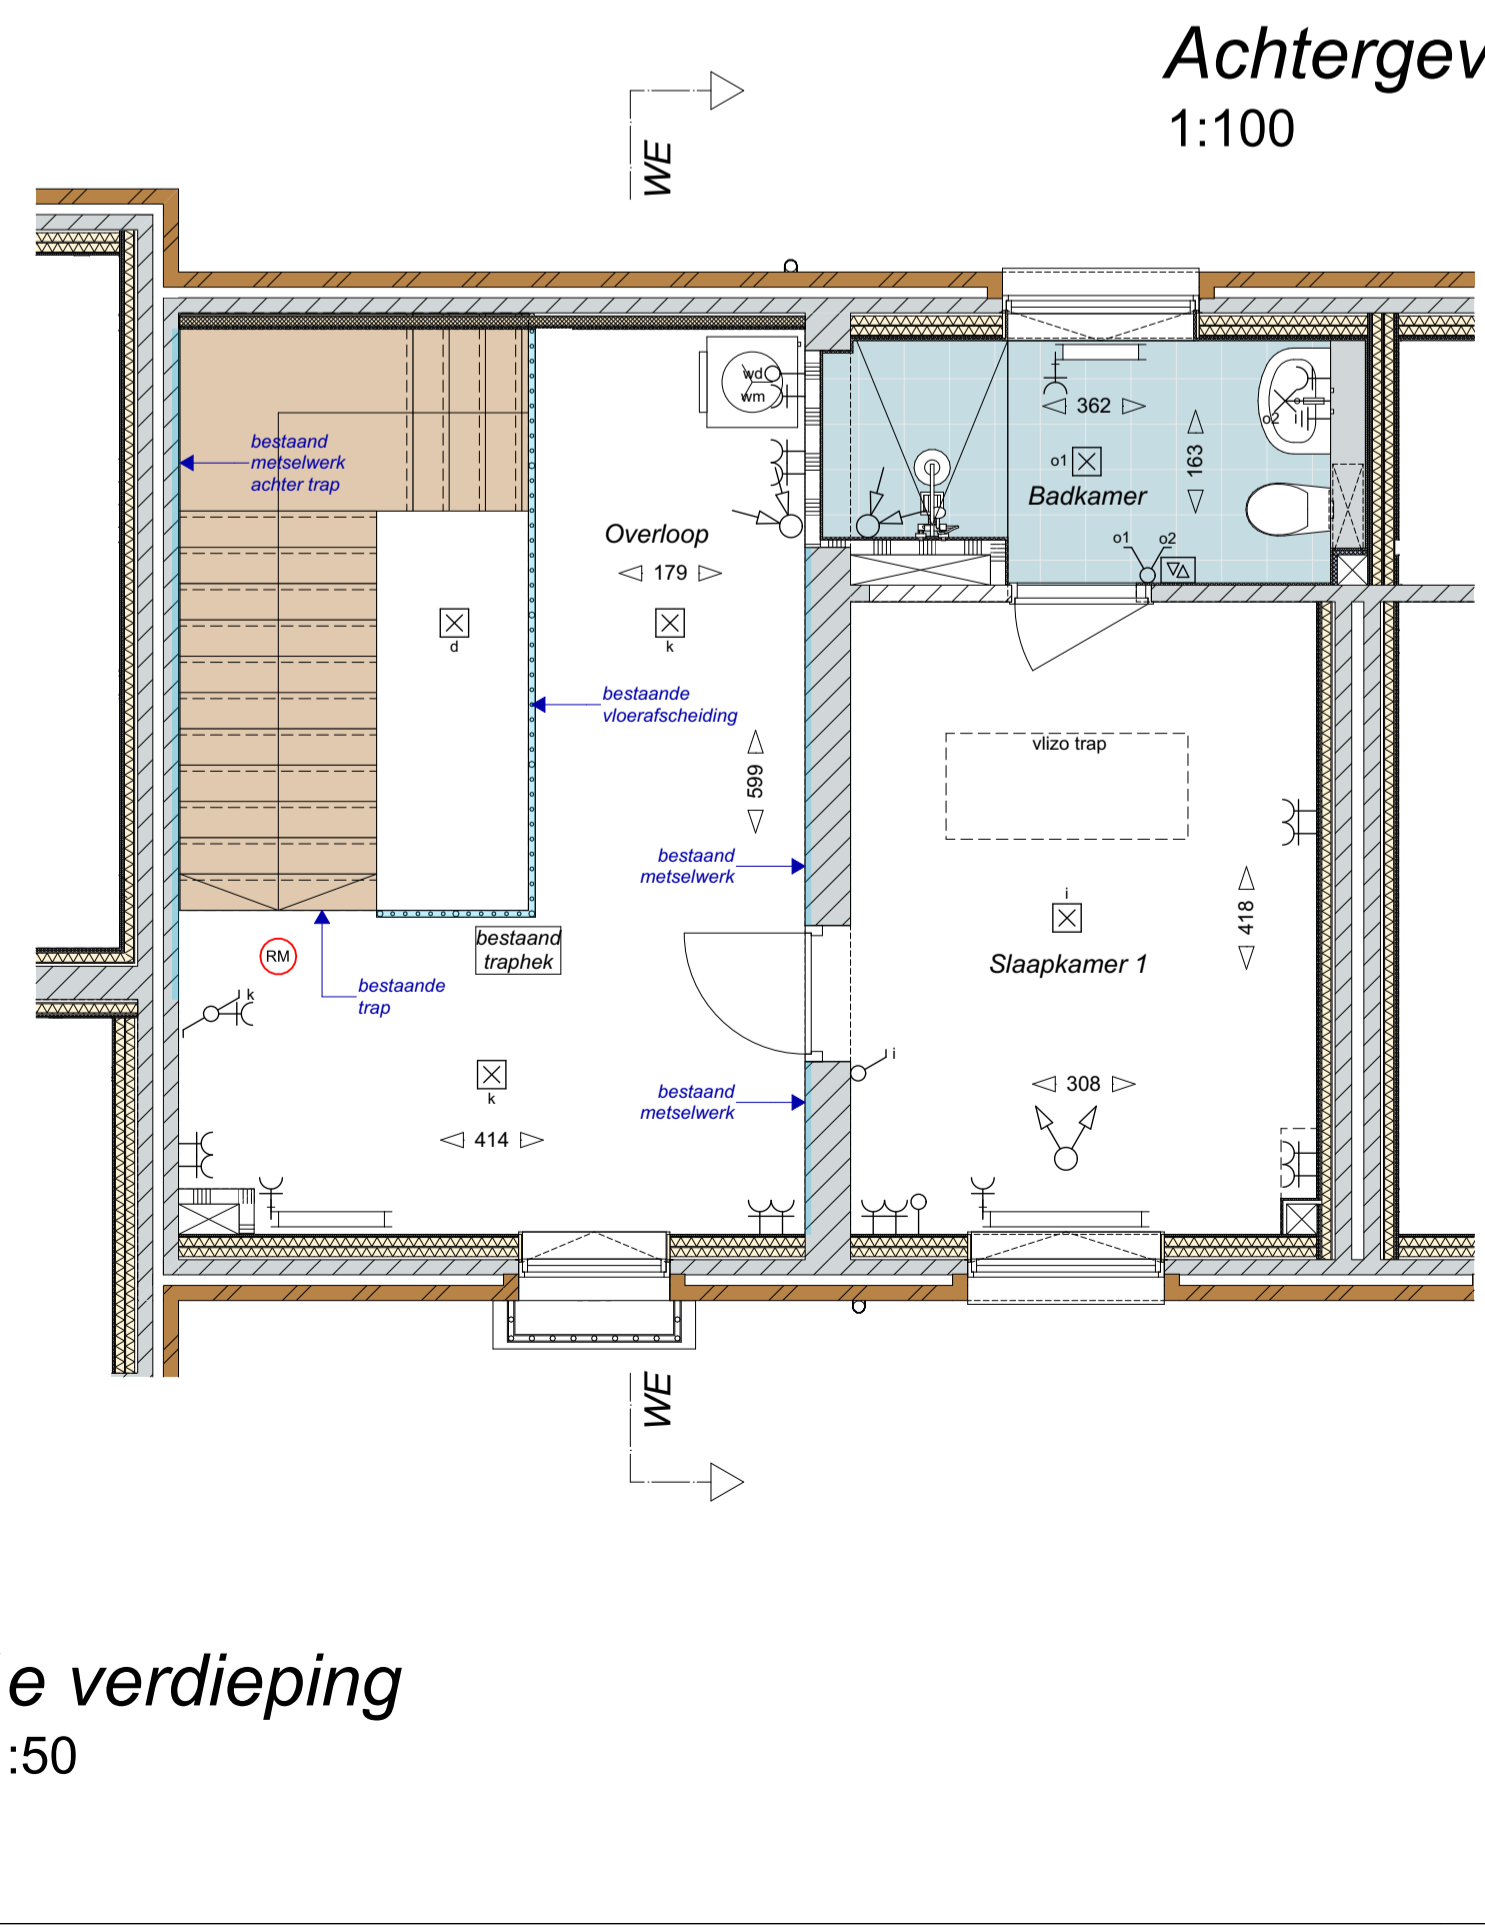 Achtergev
1:100
WE
bestaand
metselwerk
achter trap
wd
wm
362
163
o2
o1
Badkamer
o1
o2
Overloop
179
d
k
bestaande
vloerafscheiding
vlizo trap
599
bestaand
metselwerk
i
418
Slaapkamer 1
RM
bestaand
traphek
bestaande
trap
k
i
k
bestaand
metselwerk
308
414
WE
e verdieping
:50